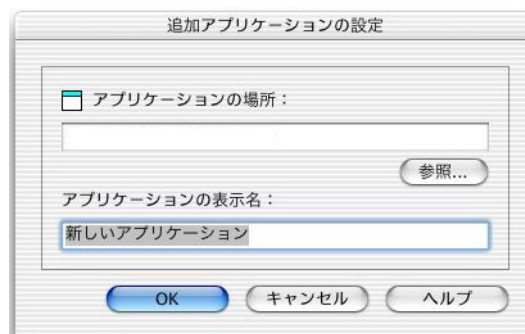 追加アプリケーションの設定
アプリケーションの場所：
参照...
アプリケーションの表示名：
新しいアプリケーション
OK キャンセル ヘルプ